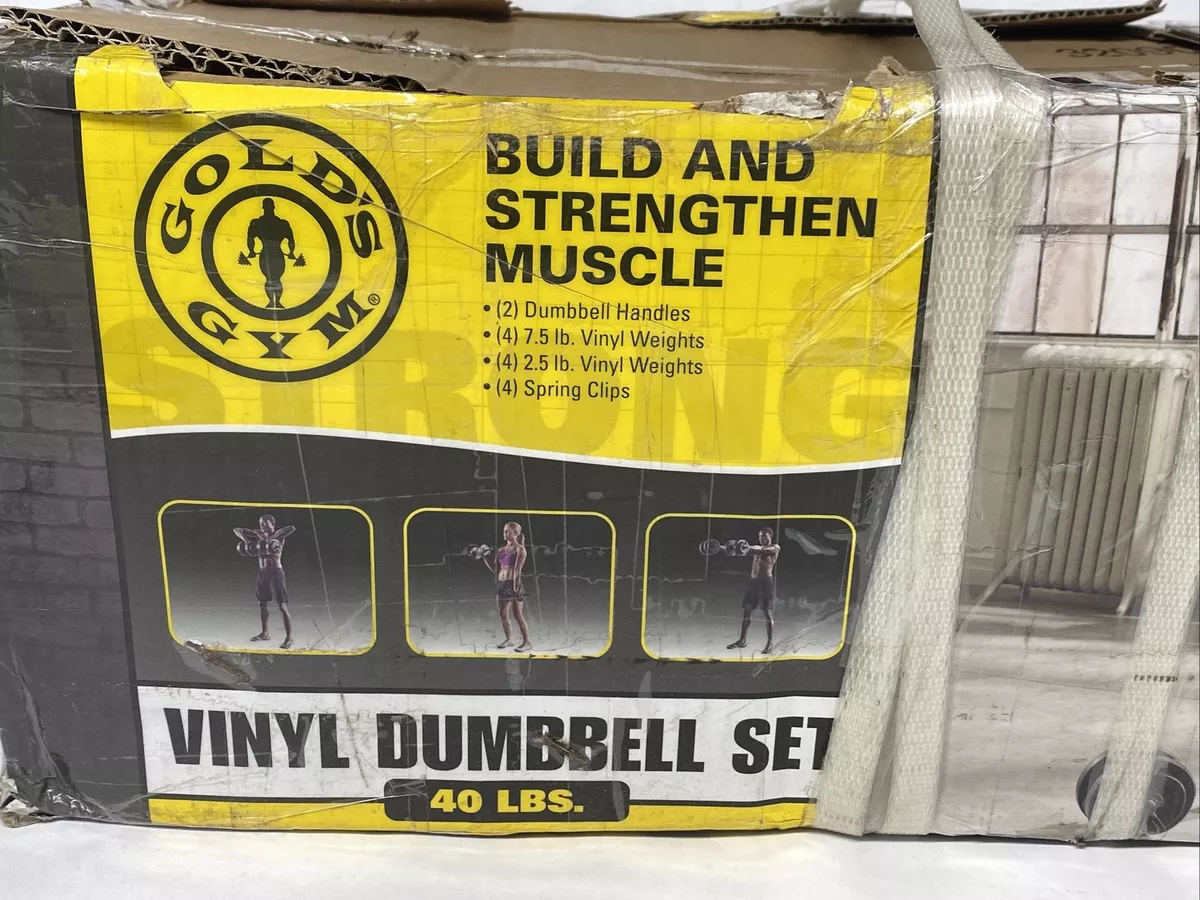 GOLD'S
GYM®
BUILD AND
STRENGTHEN
MUSCLE
• (2) Dumbbell Handles
• (4) 7.5 lb. Vinyl Weights
• (4) 2.5 lb. Vinyl Weights
• (4) Spring Clips
STRONG
VINYL DUMBBELL SET
40 LBS.